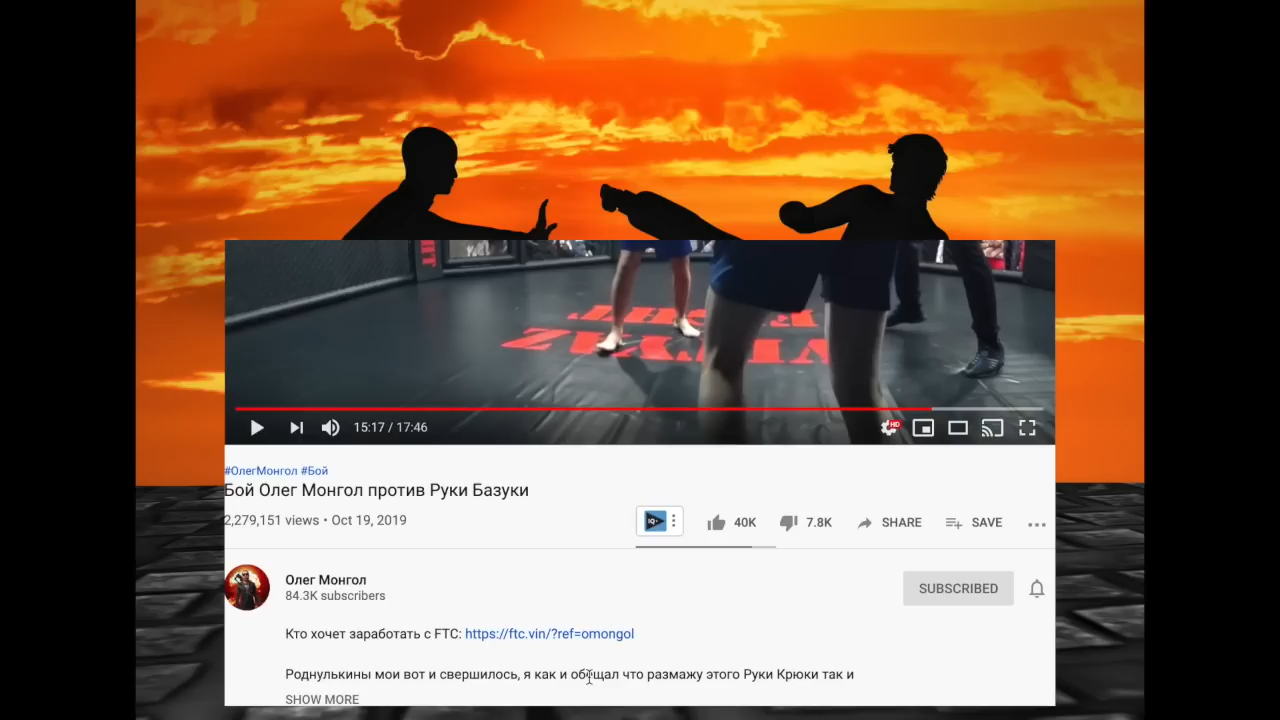 HD
15:17 / 17:46
#ОлегМонгол #Бой
Бой Олег Монгол против Руки Базуки
2,279,151 views • Oct 19, 2019
IQ
40K
7.8K
SHARE
SAVE
Олег Монгол
84.3K subscribers
SUBSCRIBED
Кто хочет заработать с FTC: https://ftc.vin/?ref=omongol
Роднулькины мои вот и свершилось, я как и обещал что размажу этого Руки Крюки так и
SHOW MORE